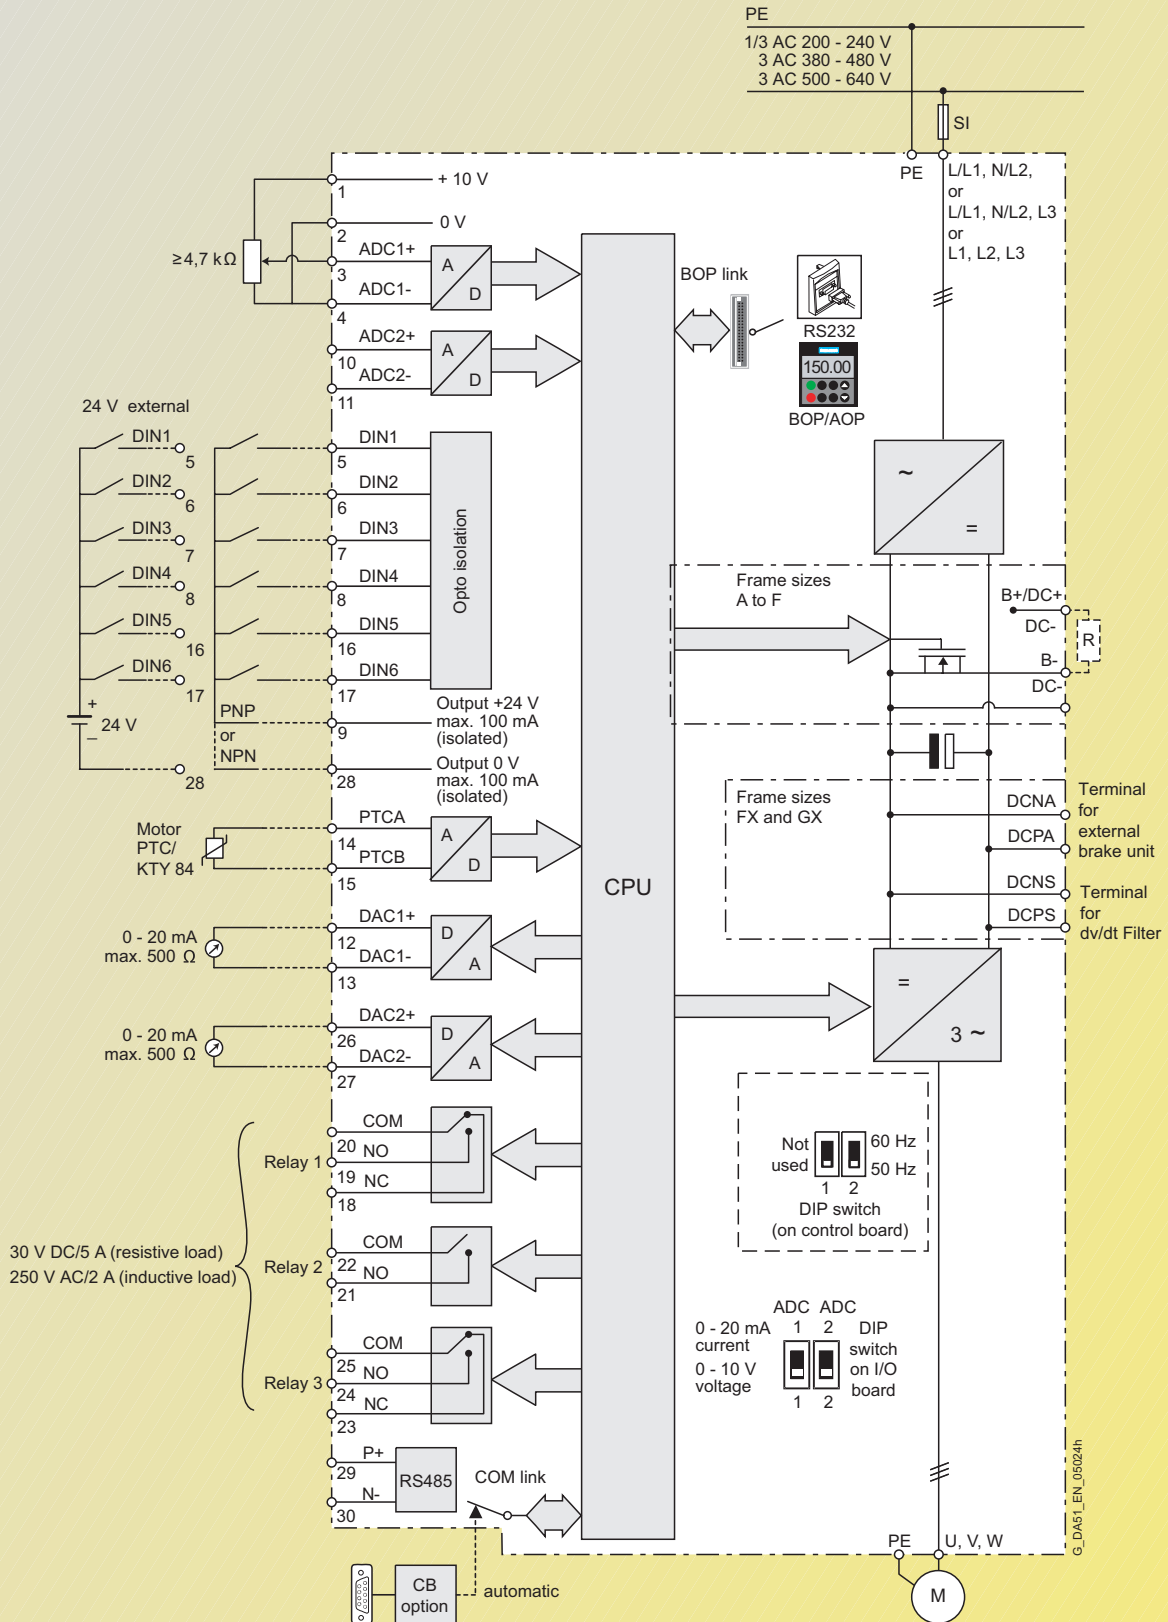 PE
1/3 AC 200 - 240 V
3 AC 380 - 480 V
3 AC 500 - 640 V
SI
PE
L/L1, N/L2,
or
L/L1, N/L2, L3
or
L1, L2, L3
1
+ 10 V
2
0 V
≥4,7 kΩ
ADC1+
3
ADC1-
4
A
D
ADC2+
10
ADC2-
11
A
D
BOP link
RS232
150.00
BOP/AOP
24 V external
DIN1
5
DIN2
6
DIN3
7
DIN4
8
DIN5
16
DIN6
17
+
24 V
–
28
PNP
or
NPN
DIN1
5
DIN2
6
DIN3
7
DIN4
8
DIN5
16
DIN6
17
Opto isolation
9
Output +24 V
max. 100 mA
(isolated)
28
Output 0 V
max. 100 mA
(isolated)
CPU
~
=
Frame sizes
A to F
B+/DC+
DC-
R
B-
DC-
Frame sizes
FX and GX
DCNA
DCPA
Terminal
for
external
brake unit
DCNS
DCPS
Terminal
for
dv/dt Filter
Motor
PTC/
KTY 84
PTCA
14
PTCB
15
A
D
0 - 20 mA
max. 500 Ω
DAC1+
12
DAC1-
13
D
A
0 - 20 mA
max. 500 Ω
DAC2+
26
DAC2-
27
D
A
=
3 ~
Not
used
60 Hz
50 Hz
1 2
DIP switch
(on control board)
30 V DC/5 A (resistive load)
250 V AC/2 A (inductive load)
Relay 1
COM
20
NO
19
NC
18
Relay 2
COM
22
NO
21
Relay 3
COM
25
NO
24
NC
23
ADC ADC
1 2
0 - 20 mA
current
0 - 10 V
voltage
DIP
switch
on I/O
board
1 2
P+
29
N-
30
RS485
COM link
CB
option
automatic
PE
U, V, W
M
G_DA51_EN_05024h